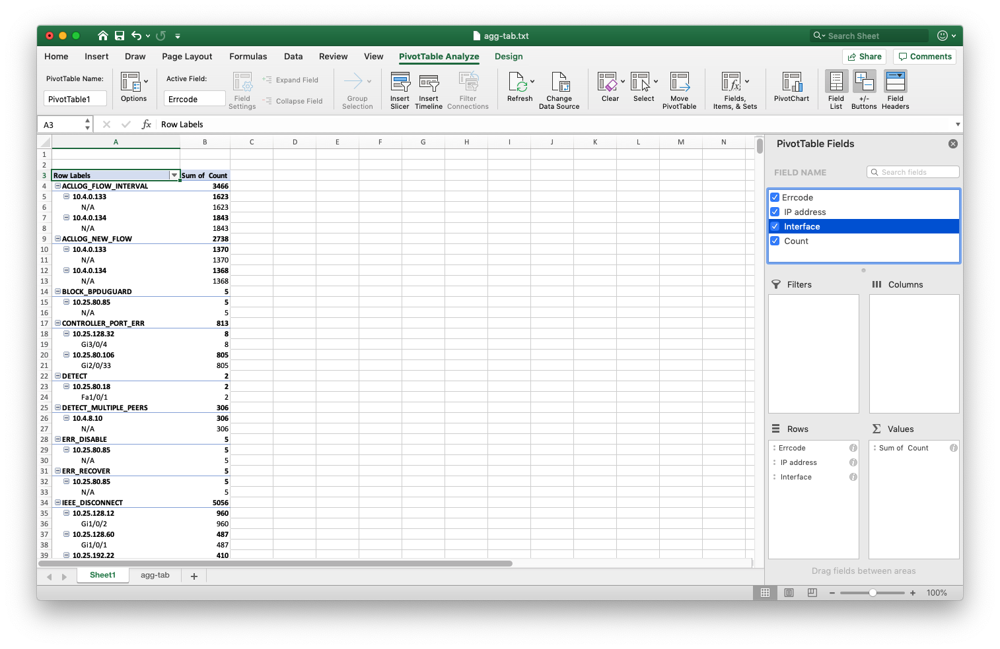 agg-tab.txt
Search Sheet
Home Insert Draw Page Layout Formulas Data Review View PivotTable Analyze Design Share Comments
PivotTable Name:
PivotTable1
Options
Active Field:
Errcode
Field
Settings
Expand Field
Collapse Field
Group
Selection
Insert
Slicer
Insert
Timeline
Filter
Connections
Refresh
Change
Data Source
Clear
Select
Move
PivotTable
Fields,
Items, & Sets
PivotChart
Field
List
+/-
Buttons
Field
Headers
A3 fx Row Labels
A B C D E F G H I J K L M N
1
2
3 Row Labels Sum of Count
4 ACLLOG_FLOW_INTERVAL 3466
5 10.4.0.133 1623
6 N/A 1623
7 10.4.0.134 1843
8 N/A 1843
9 ACLLOG_NEW_FLOW 2738
10 10.4.0.133 1370
11 N/A 1370
12 10.4.0.134 1368
13 N/A 1368
14 BLOCK_BPDUGUARD 5
15 10.25.80.85 5
16 N/A 5
17 CONTROLLER_PORT_ERR 813
18 10.25.128.32 8
19 Gi3/0/4 8
20 10.25.80.106 805
21 Gi2/0/33 805
22 DETECT 2
23 10.25.80.18 2
24 Fa1/0/1 2
25 DETECT_MULTIPLE_PEERS 306
26 10.4.8.10 306
27 N/A 306
28 ERR_DISABLE 5
29 10.25.80.85 5
30 N/A 5
31 ERR_RECOVER 5
32 10.25.80.85 5
33 N/A 5
34 IEEE_DISCONNECT 5056
35 10.25.128.12 960
36 Gi1/0/2 960
37 10.25.128.60 487
38 Gi1/0/1 487
39 10.25.192.22 410
PivotTable Fields
FIELD NAME
Search fields
Errcode
IP address
Interface
Count
Filters
Columns
Rows
Errcode
IP address
Interface
Values
Sum of Count
Drag fields between areas
Sheet1 agg-tab +
100%